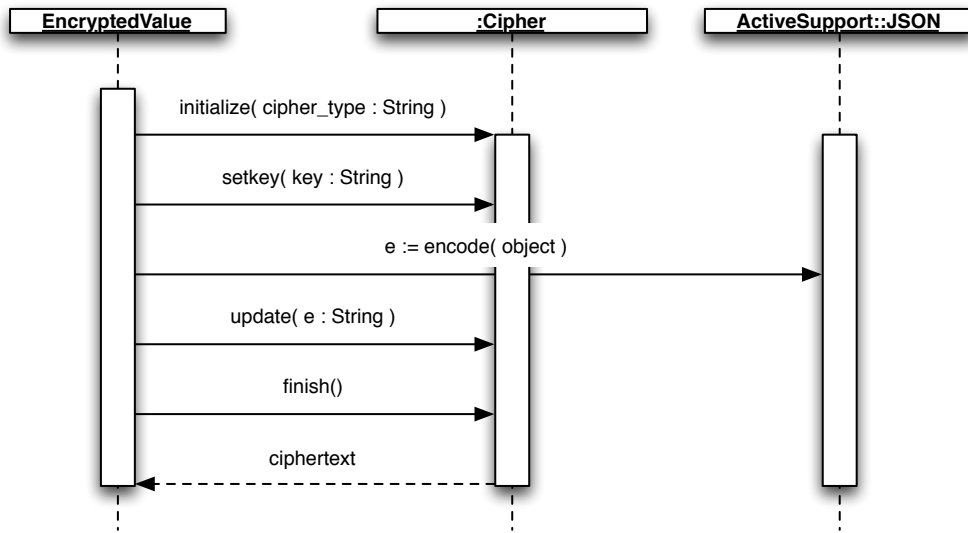 EncryptedValue
:Cipher
ActiveSupport::JSON
initialize( cipher_type : String )
setkey( key : String )
e := encode( object )
update( e : String )
finish()
ciphertext